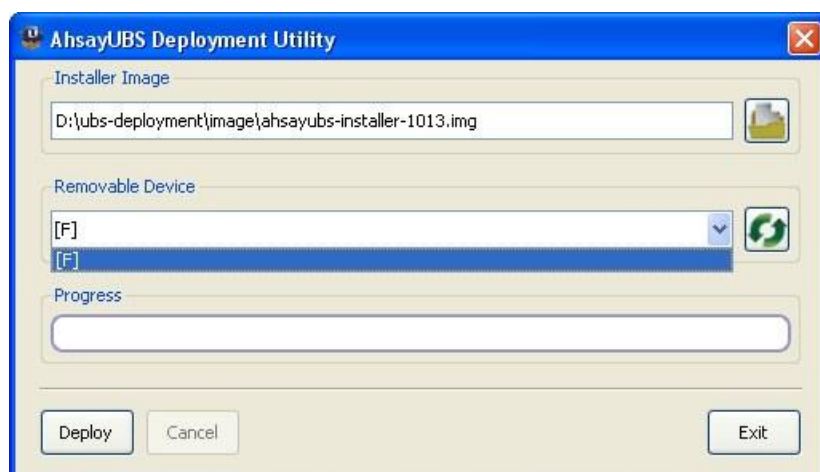 AhsayUBS Deployment Utility
Installer Image
D:\ubs-deployment\image\ahsayubs-installer-1013.img
Removable Device
[F]
[F]
Progress
Deploy Cancel Exit